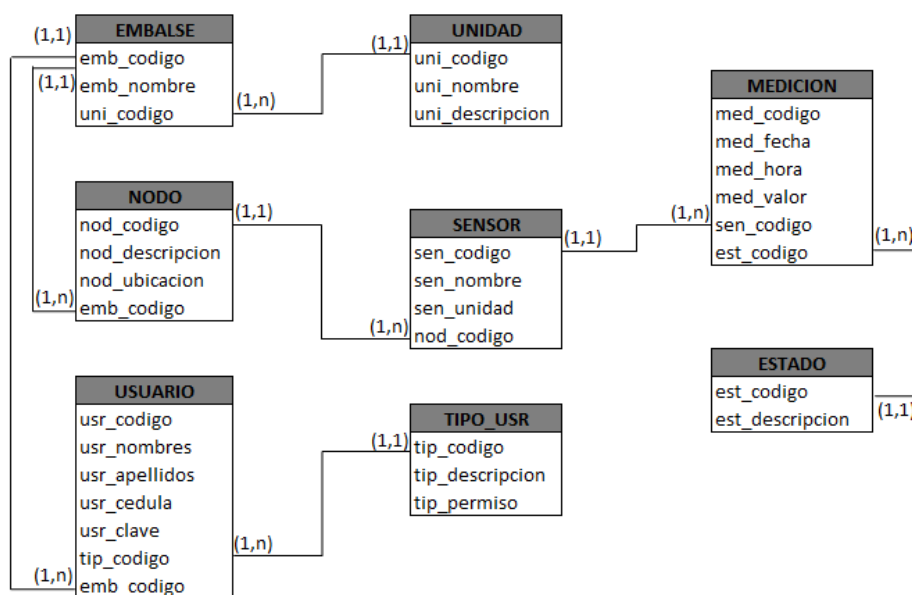 EMBALSE
(1,1)
emb_codigo
(1,1)
emb_nombre
uni_codigo
(1,n)
UNIDAD
(1,1)
uni_codigo
uni_nombre
uni_descripcion
MEDICION
med_codigo
med_fecha
med_hora
med_valor
(1,n)
sen_codigo
est_codigo
(1,n)
NODO
nod_codigo
(1,1)
nod_descripcion
nod_ubicacion
(1,n)
emb_codigo
SENSOR
sen_codigo
(1,1)
sen_nombre
sen_unidad
(1,n)
nod_codigo
ESTADO
est_codigo
est_descripcion
(1,1)
USUARIO
usr_codigo
usr_nombres
usr_apellidos
usr_cedula
usr_clave
tip_codigo
(1,n)
(1,n)
emb_codigo
TIPO_USR
(1,1)
tip_codigo
tip_descripcion
tip_permiso